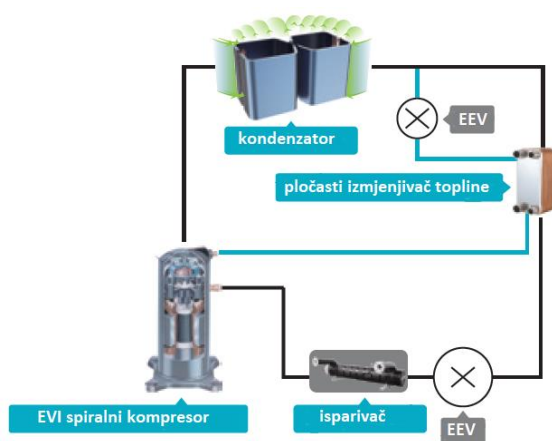 EEV
kondenzator
pločasti izmjenjivač topline
EVI spiralni kompresor
isparivač
EEV